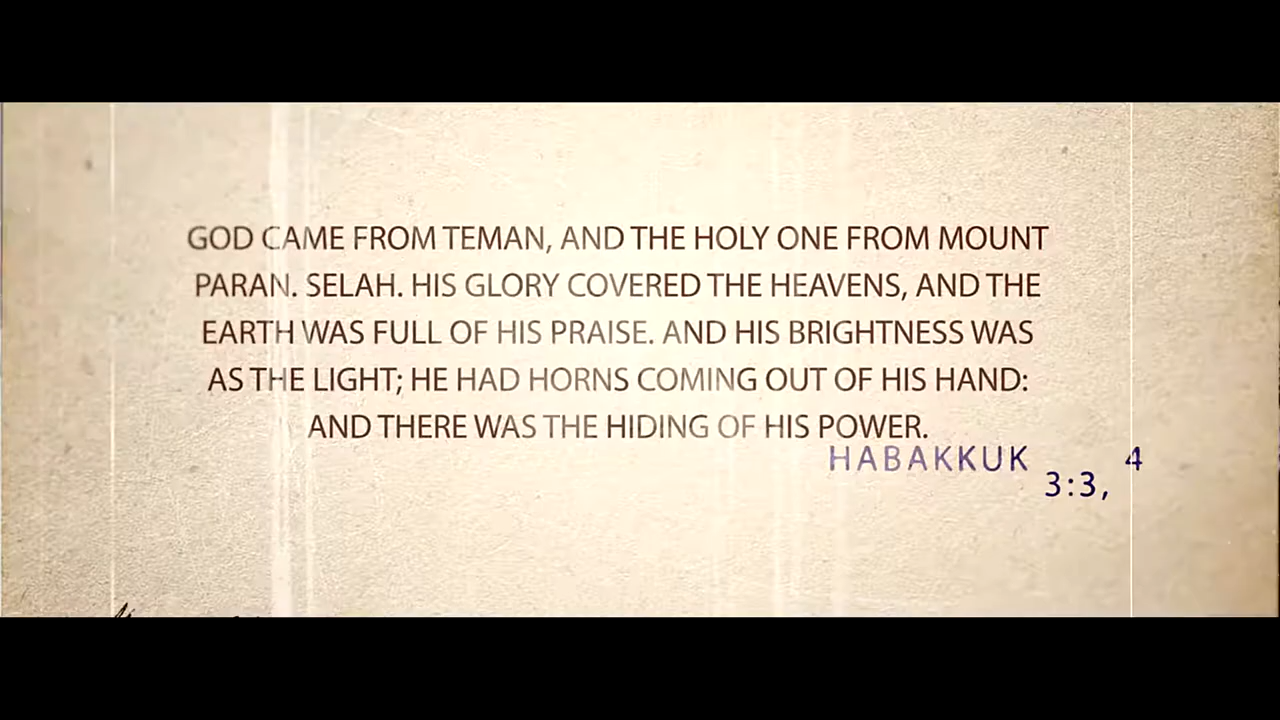 GOD CAME FROM TEMAN, AND THE HOLY ONE FROM MOUNT
PARAN. SELAH. HIS GLORY COVERED THE HEAVENS, AND THE
EARTH WAS FULL OF HIS PRAISE. AND HIS BRIGHTNESS WAS
AS THE LIGHT; HE HAD HORNS COMING OUT OF HIS HAND:
AND THERE WAS THE HIDING OF HIS POWER.
HABAKKUK 3:3, 4